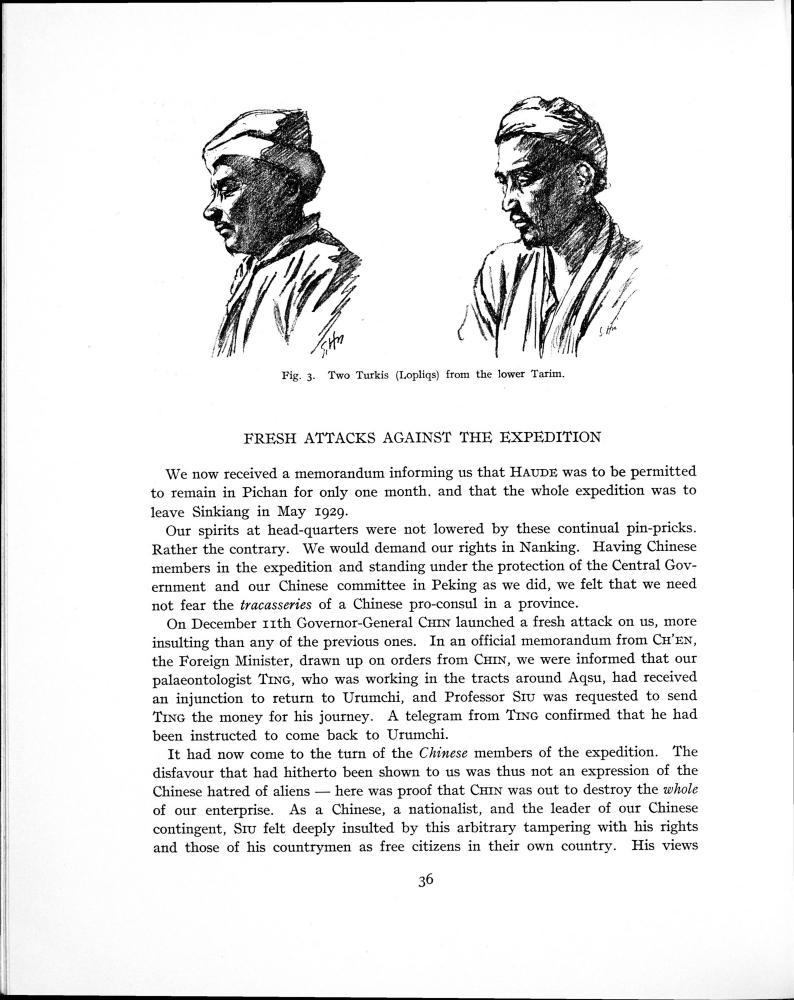 S. Hn
S. Hn
Fig. 3. Two Turkis (Lopliqs) from the lower Tarim.
FRESH ATTACKS AGAINST THE EXPEDITION
We now received a memorandum informing us that HAUDE was to be permitted
to remain in Pichan for only one month. and that the whole expedition was to
leave Sinkiang in May 1929.
Our spirits at head-quarters were not lowered by these continual pin-pricks.
Rather the contrary. We would demand our rights in Nanking. Having Chinese
members in the expedition and standing under the protection of the Central Gov-
ernment and our Chinese committee in Peking as we did, we felt that we need
not fear the tracasseries of a Chinese pro-consul in a province.
On December 11th Governor-General CHIN launched a fresh attack on us, more
insulting than any of the previous ones. In an official memorandum from CH'EN,
the Foreign Minister, drawn up on orders from CHIN, we were informed that our
palaeontologist TING, who was working in the tracts around Aqsu, had received
an injunction to return to Urumchi, and Professor SIU was requested to send
TING the money for his journey. A telegram from TING confirmed that he had
been instructed to come back to Urumchi.
It had now come to the turn of the Chinese members of the expedition. The
disfavour that had hitherto been shown to us was thus not an expression of the
Chinese hatred of aliens — here was proof that CHIN was out to destroy the whole
of our enterprise. As a Chinese, a nationalist, and the leader of our Chinese
contingent, SIU felt deeply insulted by this arbitrary tampering with his rights
and those of his countrymen as free citizens in their own country. His views
36